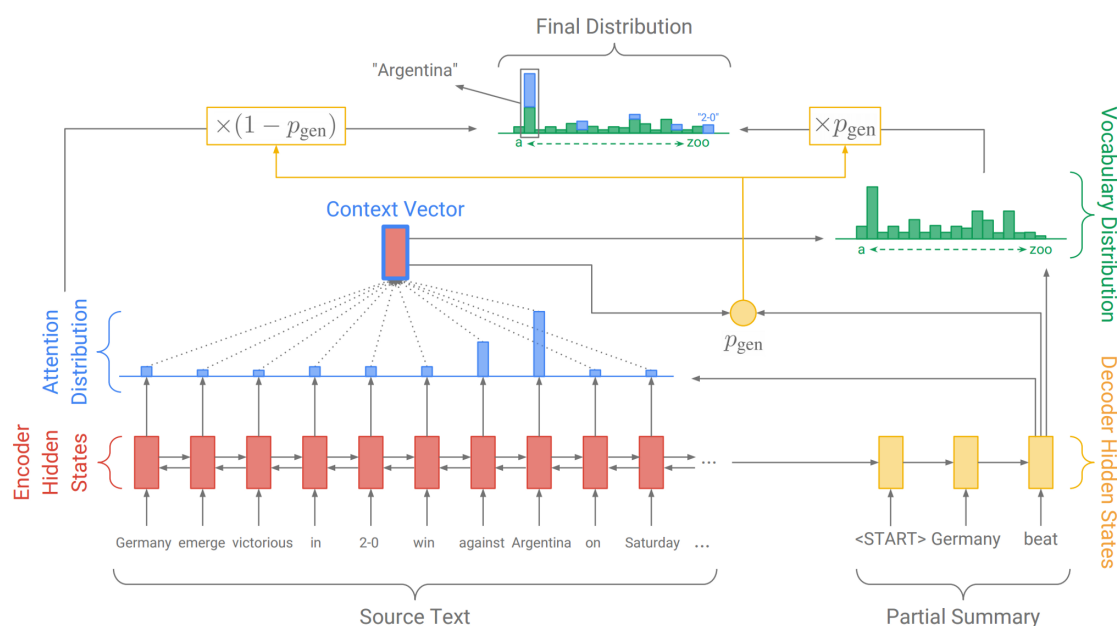 Final Distribution
"Argentina"
×(1 − p_gen)
"2-0"
×p_gen
a
zoo
Context Vector
Vocabulary Distribution
a
zoo
Attention
Distribution
p_gen
Encoder
Hidden
States
...
Decoder Hidden States
Germany emerge victorious in 2-0 win against Argentina on Saturday ...
<START> Germany beat
Source Text
Partial Summary